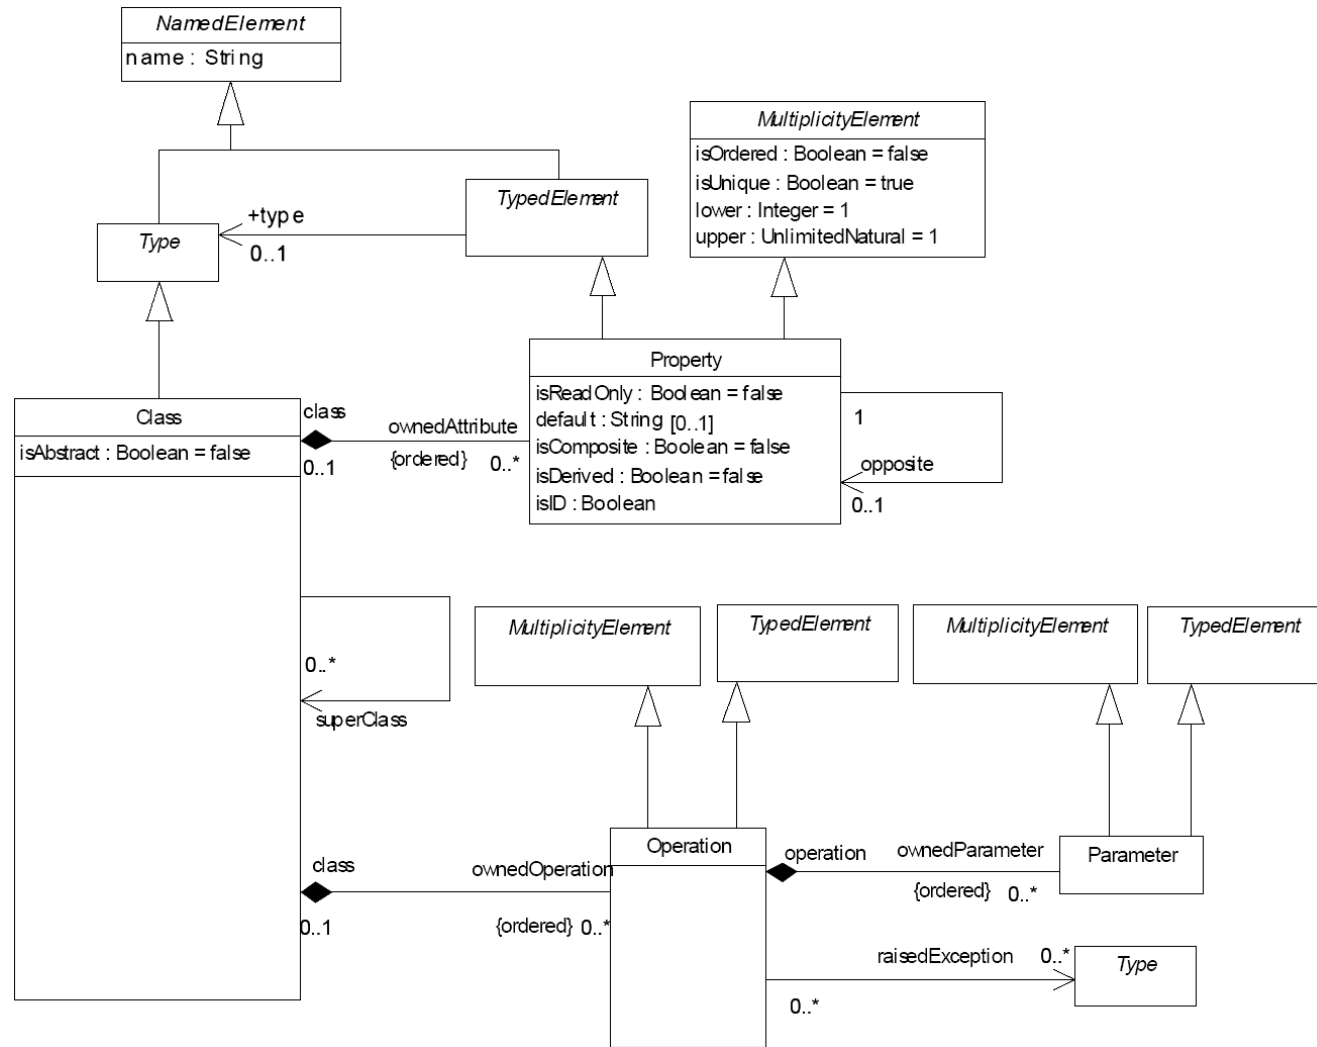 NamedElement
name : String
MultiplicityElement
isOrdered : Boolean = false
isUnique : Boolean = true
lower : Integer = 1
upper : UnlimitedNatural = 1
TypedElement
+type
0..1
Type
Property
isReadOnly : Boolean = false
default : String [0..1]
isComposite : Boolean = false
isDerived : Boolean = false
isID : Boolean
1
opposite
0..1
Class
isAbstract : Boolean = false
class
0..1
ownedAttribute
{ordered} 0..*
0..*
superClass
MultiplicityElement
TypedElement
MultiplicityElement
TypedElement
class
0..1
ownedOperation
{ordered} 0..*
Operation
operation
ownedParameter
{ordered} 0..*
Parameter
raisedException 0..*
0..*
Type